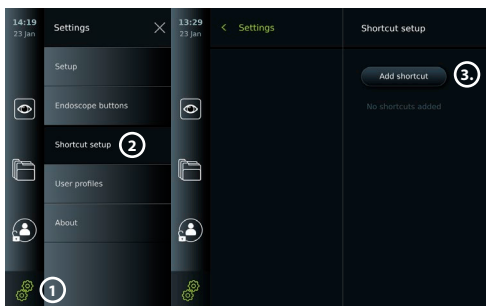 14:19
23 Jan
Settings
Setup
Endoscope buttons
Shortcut setup
2
User profiles
About
1
13:29
23 Jan
< Settings
Shortcut setup
Add shortcut
3.
No shortcuts added